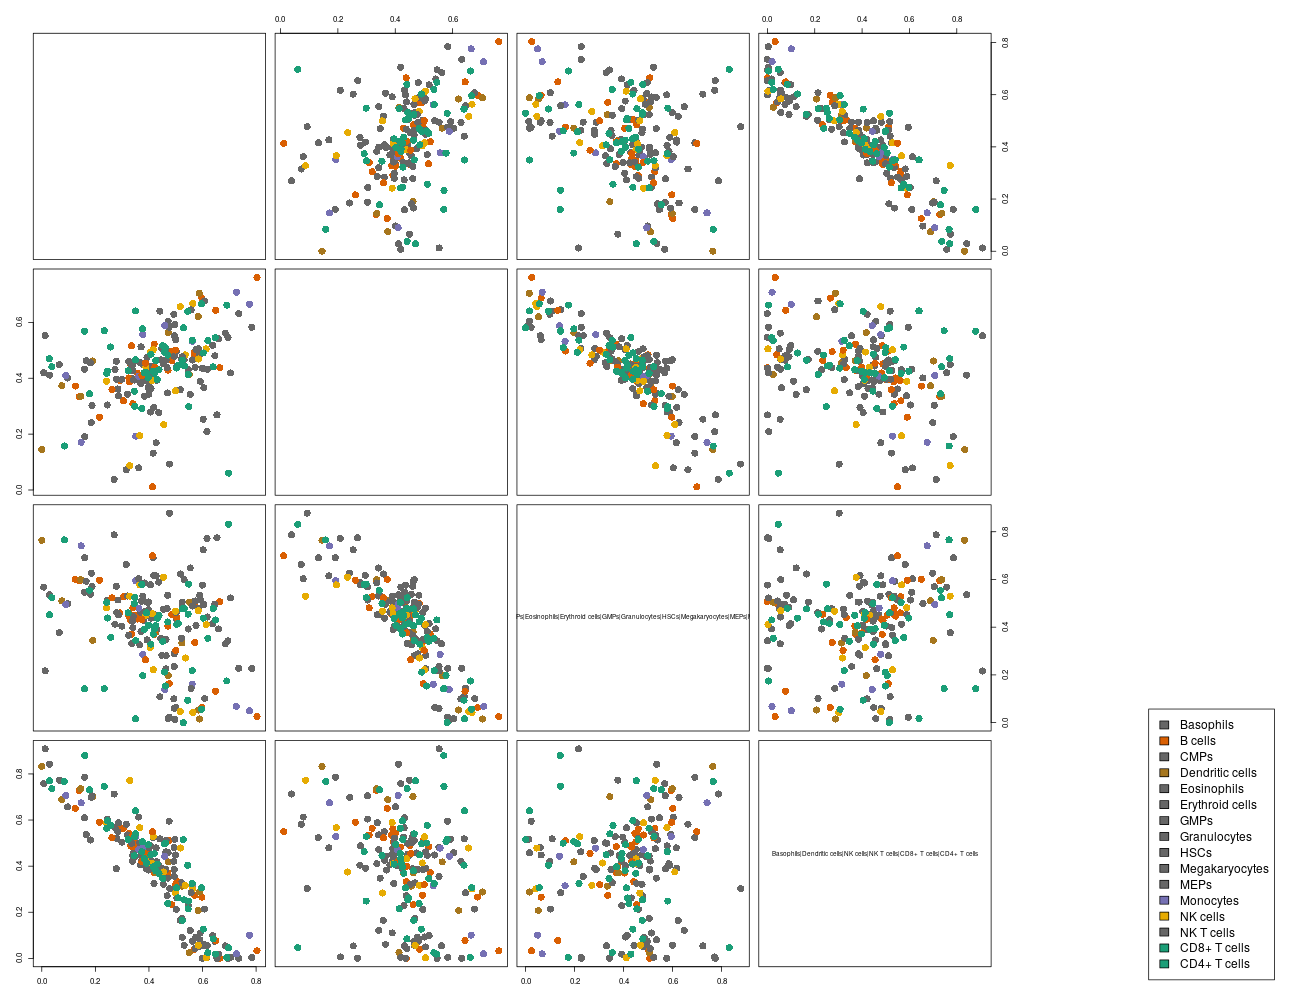 0.0 0.2 0.4 0.6
0.0 0.2 0.4 0.6 0.8
0.0 0.2 0.4 0.6 0.8
0.0 0.2 0.4 0.6
Ps|Eosinophils|Erythroid cells|GMPs|Granulocytes|HSCs|Megakaryocytes|MEPs|
0.0 0.2 0.4 0.6 0.8
Basophils|Dendritic cells|NK cells|NK T cells|CD8+ T cells|CD4+ T cells
0.0 0.2 0.4 0.6 0.8
0.0 0.2 0.4 0.6 0.8
0.0 0.2 0.4 0.6 0.8
Basophils
B cells
CMPs
Dendritic cells
Eosinophils
Erythroid cells
GMPs
Granulocytes
HSCs
Megakaryocytes
MEPs
Monocytes
NK cells
NK T cells
CD8+ T cells
CD4+ T cells